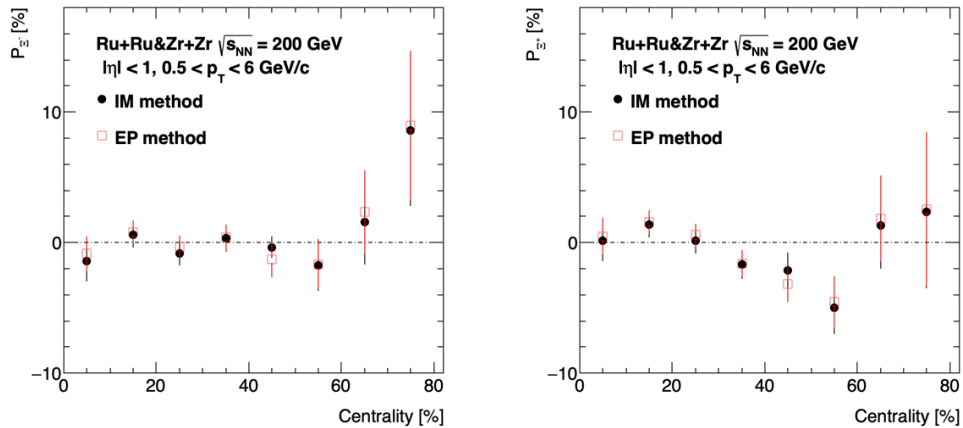 P_Ξ⁻ [%]
Ru+Ru&Zr+Zr √s_NN = 200 GeV
|η| < 1, 0.5 < p_T < 6 GeV/c
IM method
EP method
10
0
−10
0 20 40 60 80
Centrality [%]
P_Ξ⁺ [%]
Ru+Ru&Zr+Zr √s_NN = 200 GeV
|η| < 1, 0.5 < p_T < 6 GeV/c
IM method
EP method
10
0
−10
0 20 40 60 80
Centrality [%]